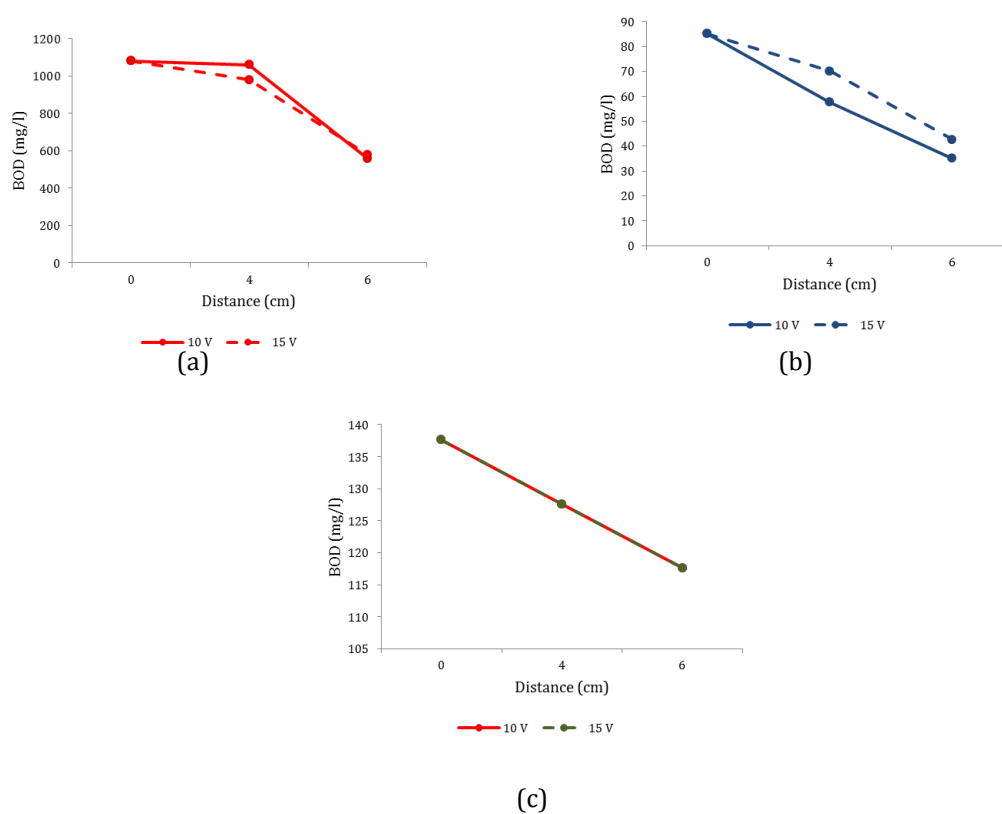 1200
1000
800
600
400
200
0
BOD (mg/l)
0 4 6
Distance (cm)
10 V 15 V
(a)
90
80
70
60
50
40
30
20
10
0
BOD (mg/l)
0 4 6
Distance (cm)
10 V 15 V
(b)
140
135
130
125
120
115
110
105
BOD (mg/l)
0 4 6
Distance (cm)
10 V 15 V
(c)